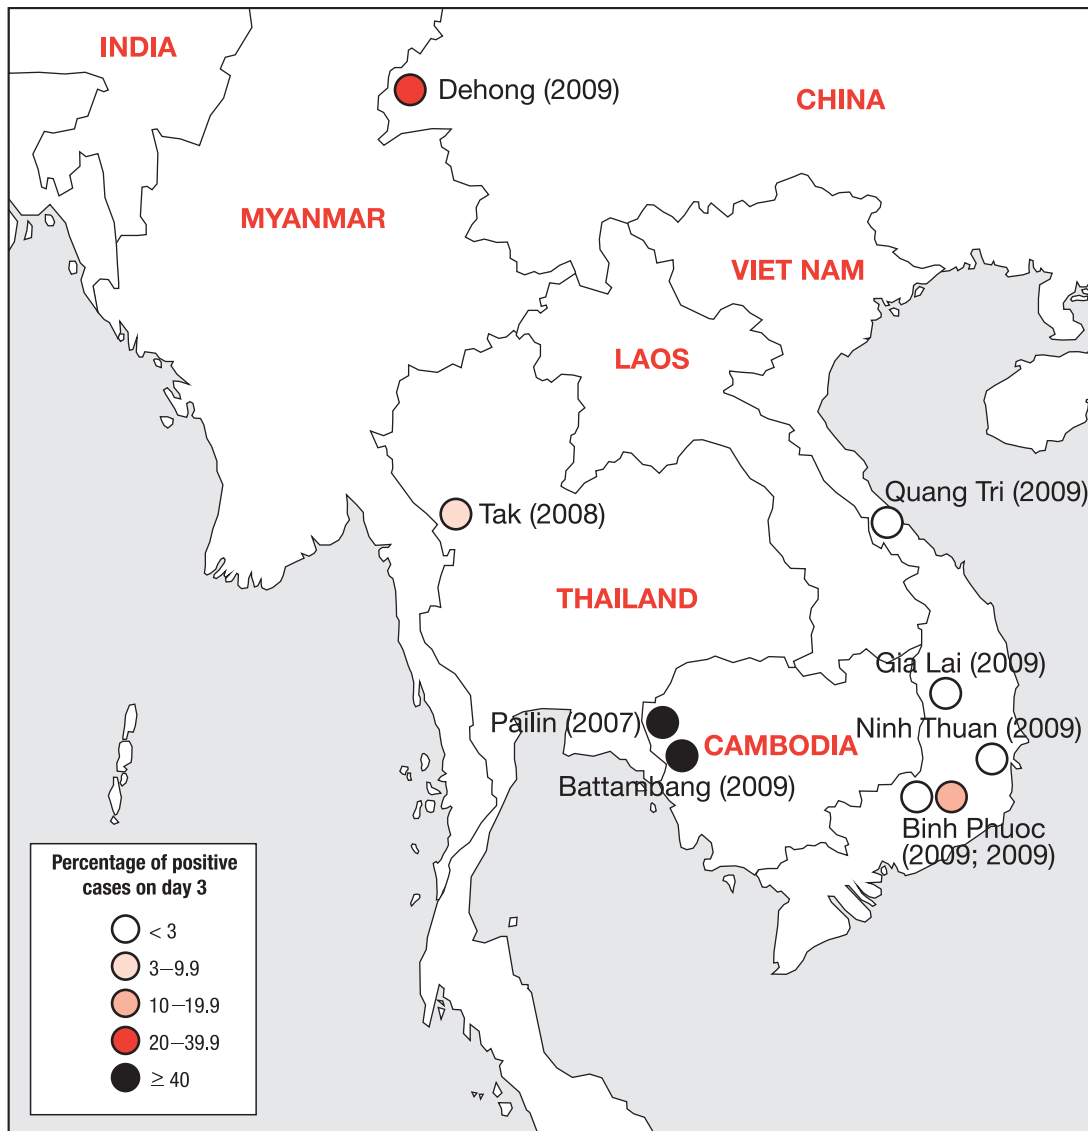 INDIA
Dehong (2009)
CHINA
MYANMAR
VIET NAM
LAOS
Quang Tri (2009)
Tak (2008)
THAILAND
Gia Lai (2009)
Pailin (2007)
Ninh Thuan (2009)
CAMBODIA
Battambang (2009)
Binh Phuoc
(2009; 2009)
Percentage of positive
cases on day 3
< 3
3–9.9
10–19.9
20–39.9
≥ 40